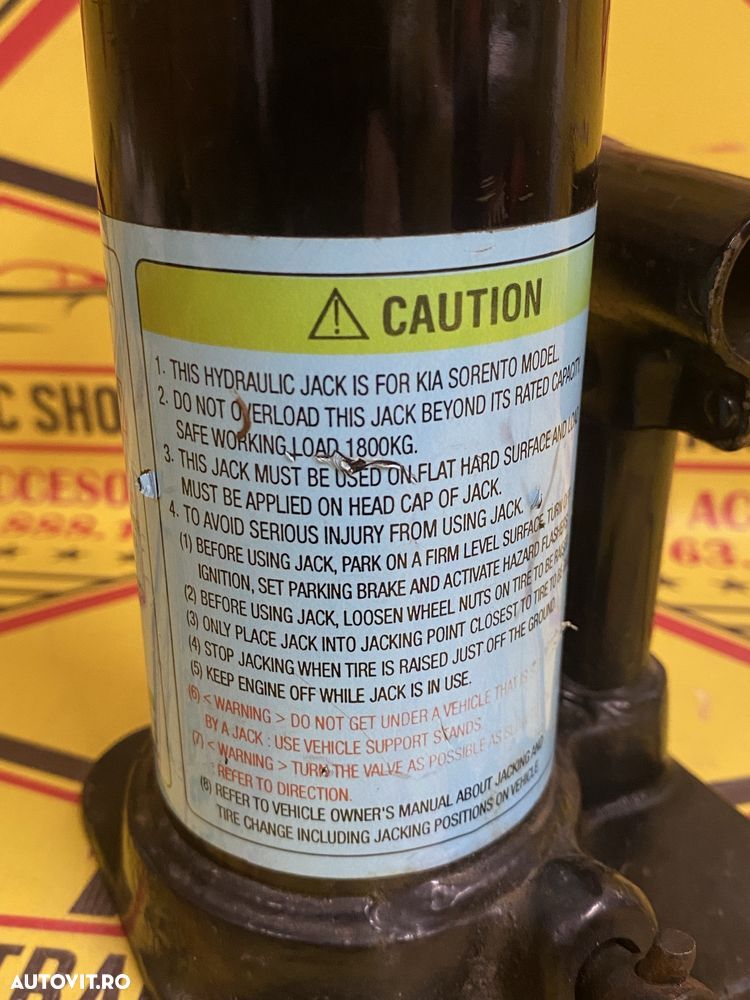 CAUTION
1. THIS HYDRAULIC JACK IS FOR KIA SORENTO MODEL.
2. DO NOT OVERLOAD THIS JACK BEYOND ITS RATED CAPACITY
SAFE WORKING LOAD 1800KG.
3. THIS JACK MUST BE USED ON FLAT HARD SURFACE AND LOAD
MUST BE APPLIED ON HEAD CAP OF JACK.
4. TO AVOID SERIOUS INJURY FROM USING JACK.
(1) BEFORE USING JACK, PARK ON A FIRM LEVEL SURFACE, TURN
IGNITION, SET PARKING BRAKE AND ACTIVATE HAZARD FLASHERS
(2) BEFORE USING JACK, LOOSEN WHEEL NUTS ON TIRE TO BE
(3) ONLY PLACE JACK INTO JACKING POINT CLOSEST TO TIRE TO BE
(4) STOP JACKING WHEN TIRE IS RAISED JUST OFF THE GROUND
(5) KEEP ENGINE OFF WHILE JACK IS IN USE.
(6) < WARNING > DO NOT GET UNDER A VEHICLE THAT IS
BY A JACK : USE VEHICLE SUPPORT STANDS
(7) < WARNING > TURN THE VALVE AS POSSIBLE AS
: REFER TO DIRECTION.
(8) REFER TO VEHICLE OWNER'S MANUAL ABOUT JACKING AND
TIRE CHANGE INCLUDING JACKING POSITIONS ON VEHICLE
C SHO
CCESO
.888.
AC
63.
TRA
AUTOVIT.RO